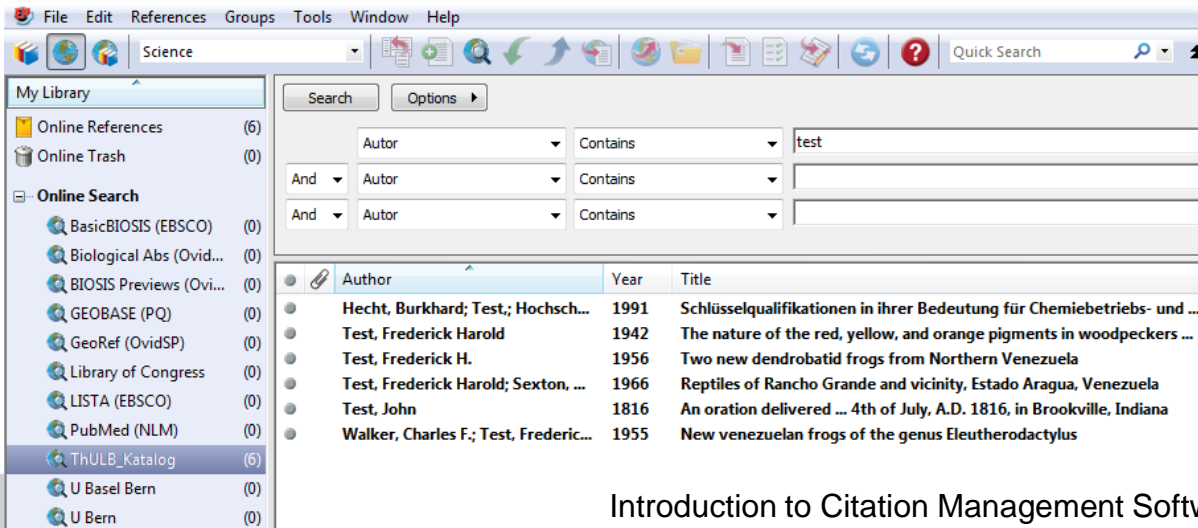 File Edit References Groups Tools Window Help
Science Quick Search
My Library
Online References (6)
Online Trash (0)
Online Search
BasicBIOSIS (EBSCO) (0)
Biological Abs (Ovid... (0)
BIOSIS Previews (Ovi... (0)
GEOBASE (PQ) (0)
GeoRef (OvidSP) (0)
Library of Congress (0)
LISTA (EBSCO) (0)
PubMed (NLM) (0)
ThULB_Katalog (6)
U Basel Bern (0)
U Bern (0)
Search Options
Autor Contains test
And Autor Contains
And Autor Contains
Author Year Title
Hecht, Burkhard; Test,; Hochsch... 1991 Schlüsselqualifikationen in ihrer Bedeutung für Chemiebetriebs- und ...
Test, Frederick Harold 1942 The nature of the red, yellow, and orange pigments in woodpeckers ...
Test, Frederick H. 1956 Two new dendrobatid frogs from Northern Venezuela
Test, Frederick Harold; Sexton, ... 1966 Reptiles of Rancho Grande and vicinity, Estado Aragua, Venezuela
Test, John 1816 An oration delivered ... 4th of July, A.D. 1816, in Brookville, Indiana
Walker, Charles F.; Test, Frederic... 1955 New venezuelan frogs of the genus Eleutherodactylus
Introduction to Citation Management Softw